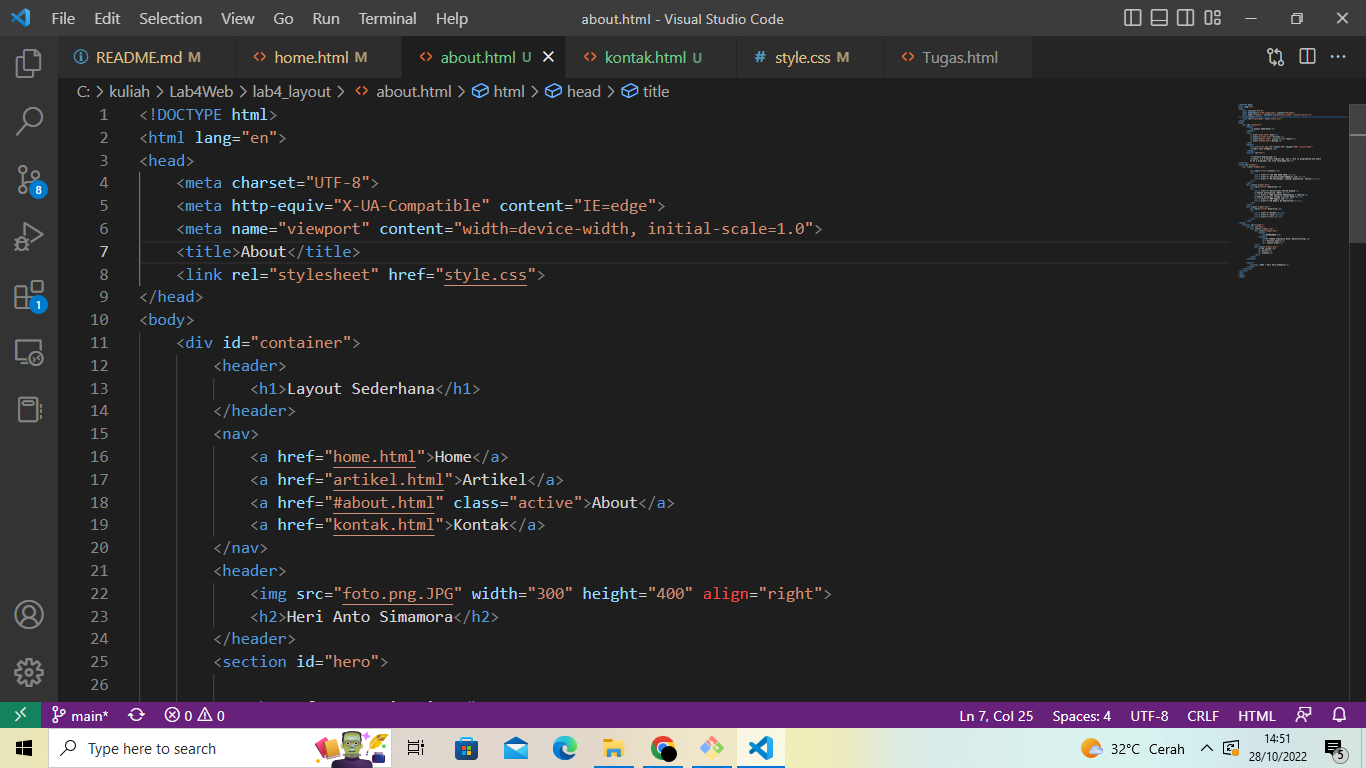 File Edit Selection View Go Run Terminal Help about.html - Visual Studio Code
README.md M home.html M about.html U kontak.html U # style.css M Tugas.html
C: > kuliah > Lab4Web > lab4_layout > <> about.html > html > head > title
1 <!DOCTYPE html>
2 <html lang="en">
3 <head>
4 <meta charset="UTF-8">
5 <meta http-equiv="X-UA-Compatible" content="IE=edge">
6 <meta name="viewport" content="width=device-width, initial-scale=1.0">
7 <title>About</title>
8 <link rel="stylesheet" href="style.css">
9 </head>
10 <body>
11 <div id="container">
12 <header>
13 <h1>Layout Sederhana</h1>
14 </header>
15 <nav>
16 <a href="home.html">Home</a>
17 <a href="artikel.html">Artikel</a>
18 <a href="#about.html" class="active">About</a>
19 <a href="kontak.html">Kontak</a>
20 </nav>
21 <header>
22 <img src="foto.png.JPG" width="300" height="400" align="right">
23 <h2>Heri Anto Simamora</h2>
24 </header>
25 <section id="hero">
26
8
1
main* 0 0 Ln 7, Col 25 Spaces: 4 UTF-8 CRLF HTML
Type here to search 32°C Cerah 14:51
28/10/2022
5